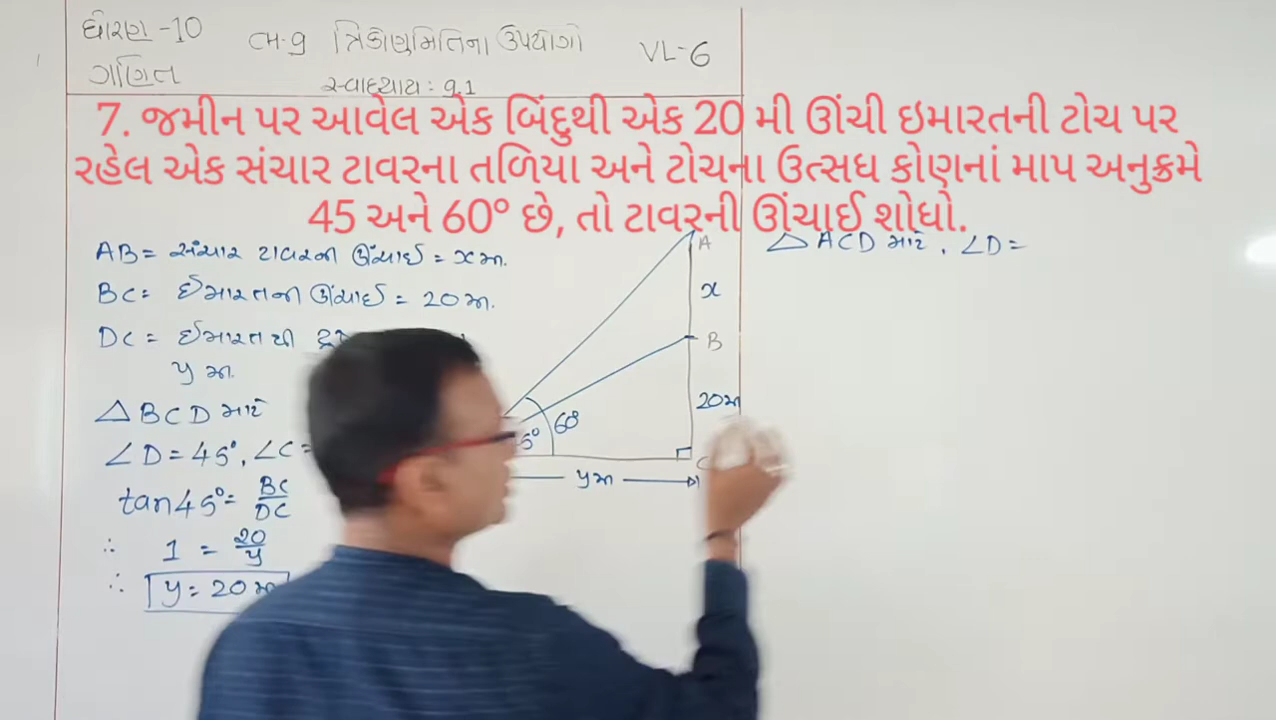 ધોરણ-10
ગણિત
પ્ર-9 ત્રિકોણમિતિના ઉપયોગો
સ્વાધ્યાય: 9.1
VL-6
7. જમીન પર આવેલ એક બિંદુથી એક 20 મી ઊંચી ઇમારતની ટોચ પર
રહેલ એક સંચાર ટાવરના તળિયા અને ટોચના ઉત્સધ કોણનાં માપ અનુક્રમે
45 અને 60° છે, તો ટાવરની ઊંચાઈ શોધો.
AB = સંચાર ટાવરની ઊંચાઈ = x મી.
BC = ઈમારતની ઊંચાઈ = 20 મી.
DC = ઈમારતથી
y મી.
△ BCD માટે
∠D = 45°, ∠C =
tan45° = BC/DC
∴ 1 = 20/y
∴ y = 20 મી
A
x
B
20મી
60°
5°
C
y મી
△ ACD માટે, ∠D =